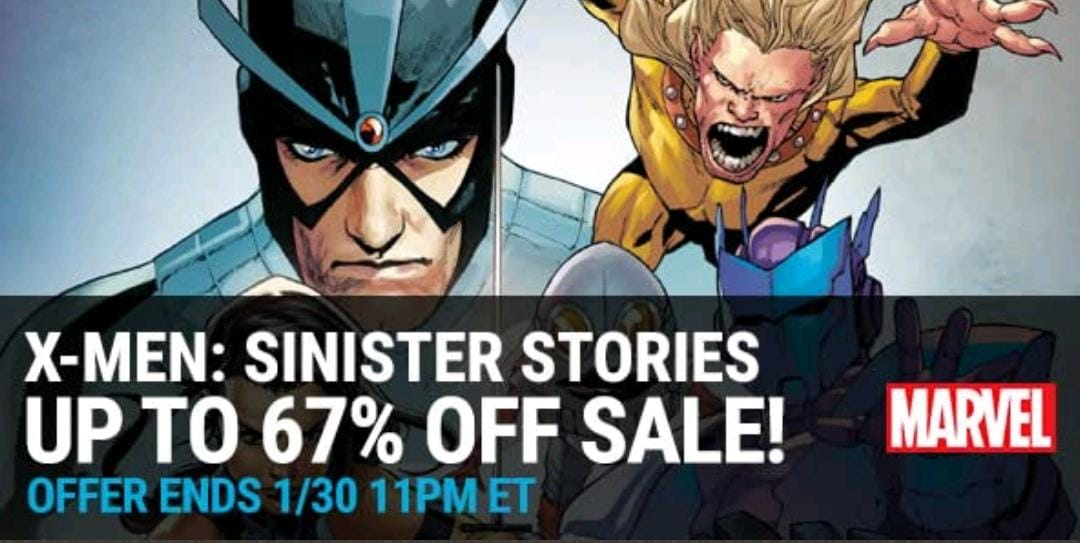 X-MEN: SINISTER STORIES
UP TO 67% OFF SALE!
MARVEL
OFFER ENDS 1/30 11PM ET